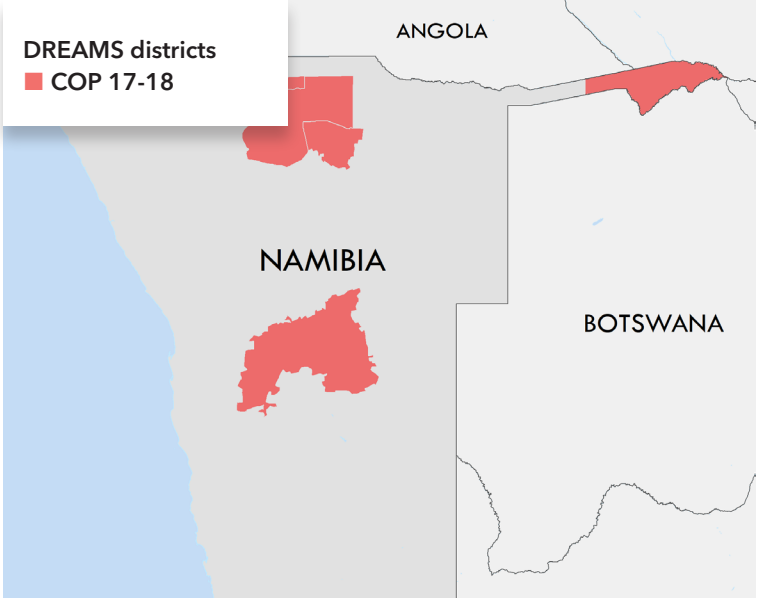 DREAMS districts
COP 17-18
ANGOLA
NAMIBIA
BOTSWANA